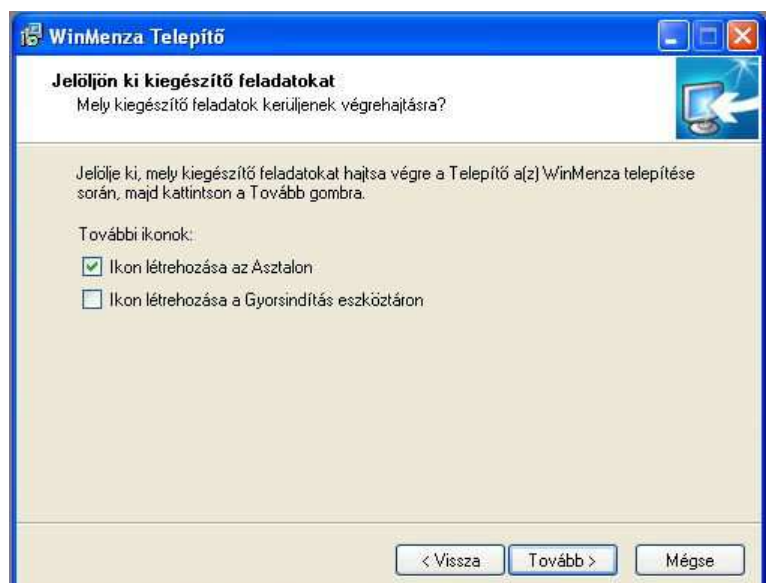 WinMenza Telepítő
Jelöljön ki kiegészítő feladatokat
Mely kiegészítő feladatok kerüljenek végrehajtásra?
Jelölje ki, mely kiegészítő feladatokat hajtsa végre a Telepítő a(z) WinMenza telepítése
során, majd kattintson a Tovább gombra.
További ikonok:
Ikon létrehozása az Asztalon
Ikon létrehozása a Gyorsindítás eszköztáron
< Vissza
Tovább >
Mégse